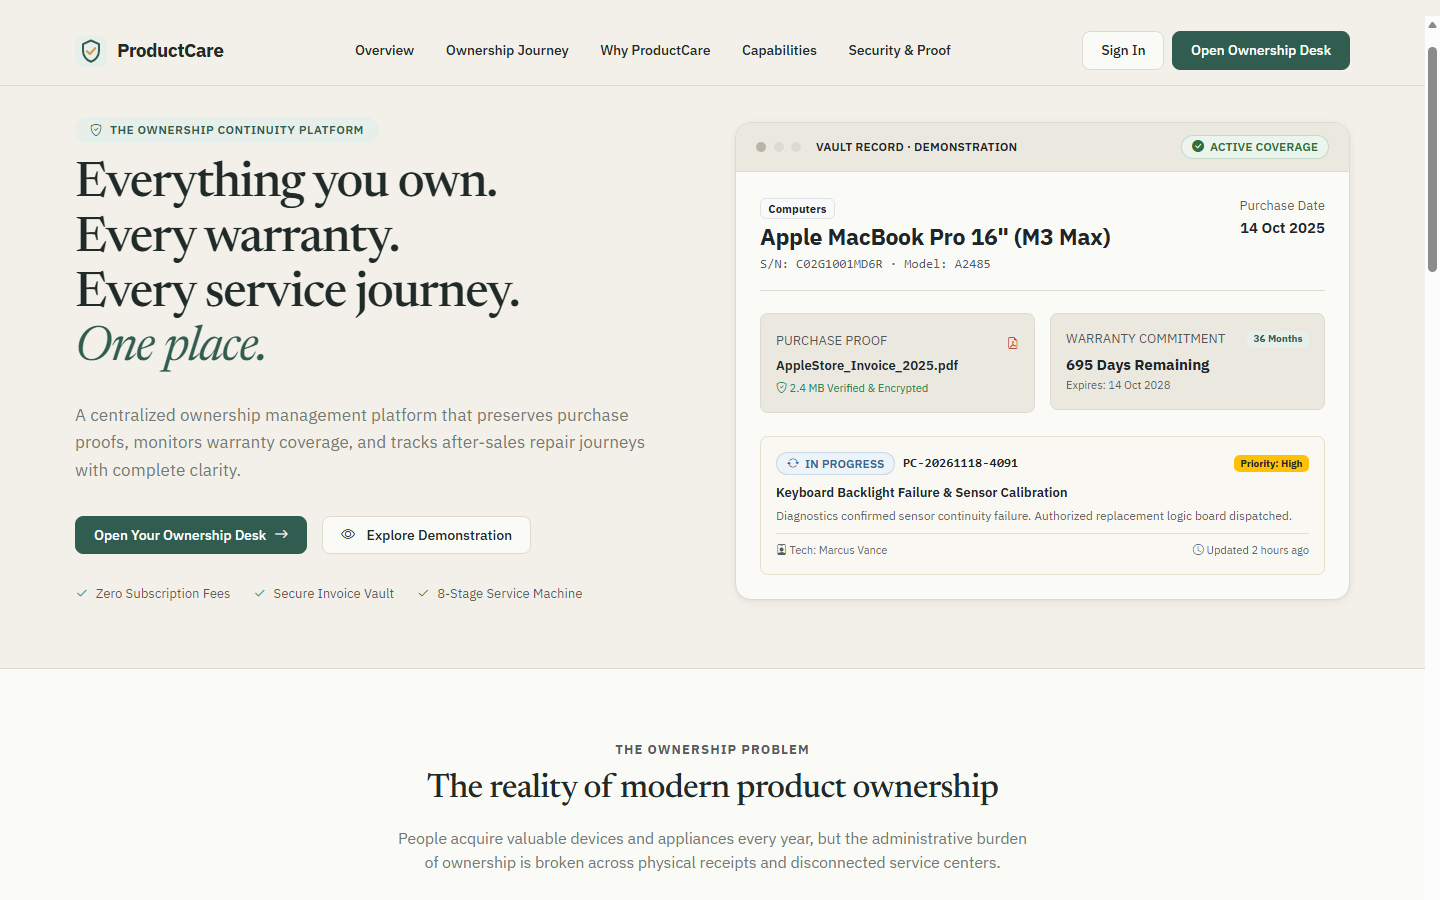 ProductCare
Overview
Ownership Journey
Why ProductCare
Capabilities
Security & Proof
Sign In
Open Ownership Desk
THE OWNERSHIP CONTINUITY PLATFORM
Everything you own.
Every warranty.
Every service journey.
One place.
A centralized ownership management platform that preserves purchase
proofs, monitors warranty coverage, and tracks after-sales repair journeys
with complete clarity.
Open Your Ownership Desk →
Explore Demonstration
Zero Subscription Fees
Secure Invoice Vault
8-Stage Service Machine
VAULT RECORD · DEMONSTRATION
ACTIVE COVERAGE
Computers
Apple MacBook Pro 16" (M3 Max)
S/N: C02G1001MD6R · Model: A2485
Purchase Date
14 Oct 2025
PURCHASE PROOF
AppleStore_Invoice_2025.pdf
2.4 MB Verified & Encrypted
WARRANTY COMMITMENT
36 Months
695 Days Remaining
Expires: 14 Oct 2028
IN PROGRESS
PC-20261118-4091
Priority: High
Keyboard Backlight Failure & Sensor Calibration
Diagnostics confirmed sensor continuity failure. Authorized replacement logic board dispatched.
Tech: Marcus Vance
Updated 2 hours ago
THE OWNERSHIP PROBLEM
The reality of modern product ownership
People acquire valuable devices and appliances every year, but the administrative burden
of ownership is broken across physical receipts and disconnected service centers.